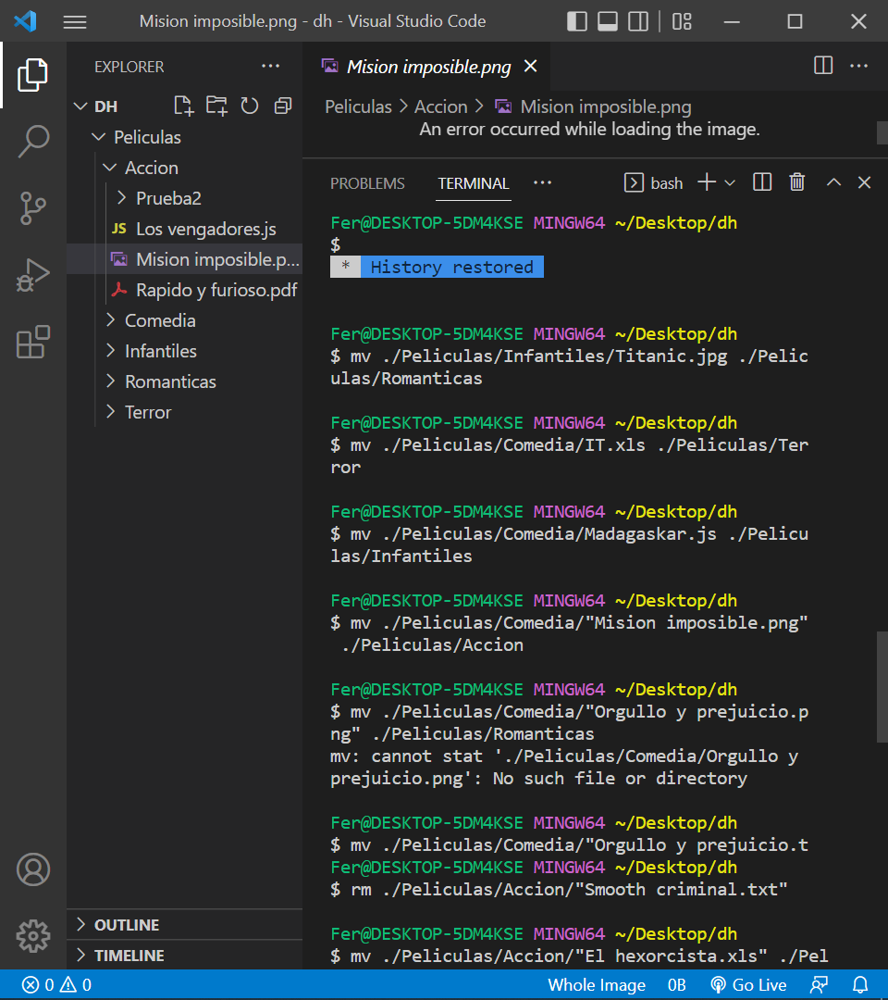 Mision imposible.png - dh - Visual Studio Code
EXPLORER
DH
Peliculas
Accion
Prueba2
JS Los vengadores.js
Mision imposible.p...
Rapido y furioso.pdf
Comedia
Infantiles
Romanticas
Terror
OUTLINE
TIMELINE
Mision imposible.png
Peliculas > Accion > Mision imposible.png
An error occurred while loading the image.
PROBLEMS TERMINAL ... bash
Fer@DESKTOP-5DM4KSE MINGW64 ~/Desktop/dh
$
* History restored
Fer@DESKTOP-5DM4KSE MINGW64 ~/Desktop/dh
$ mv ./Peliculas/Infantiles/Titanic.jpg ./Pelic
ulas/Romanticas
Fer@DESKTOP-5DM4KSE MINGW64 ~/Desktop/dh
$ mv ./Peliculas/Comedia/IT.xls ./Peliculas/Ter
ror
Fer@DESKTOP-5DM4KSE MINGW64 ~/Desktop/dh
$ mv ./Peliculas/Comedia/Madagaskar.js ./Pelicu
las/Infantiles
Fer@DESKTOP-5DM4KSE MINGW64 ~/Desktop/dh
$ mv ./Peliculas/Comedia/"Mision imposible.png"
./Peliculas/Accion
Fer@DESKTOP-5DM4KSE MINGW64 ~/Desktop/dh
$ mv ./Peliculas/Comedia/"Orgullo y prejuicio.p
ng" ./Peliculas/Romanticas
mv: cannot stat './Peliculas/Comedia/Orgullo y
prejuicio.png': No such file or directory
Fer@DESKTOP-5DM4KSE MINGW64 ~/Desktop/dh
$ mv ./Peliculas/Comedia/"Orgullo y prejuicio.t
Fer@DESKTOP-5DM4KSE MINGW64 ~/Desktop/dh
$ rm ./Peliculas/Accion/"Smooth criminal.txt"
Fer@DESKTOP-5DM4KSE MINGW64 ~/Desktop/dh
$ mv ./Peliculas/Accion/"El hexorcista.xls" ./Pel
0 0 Whole Image 0B Go Live